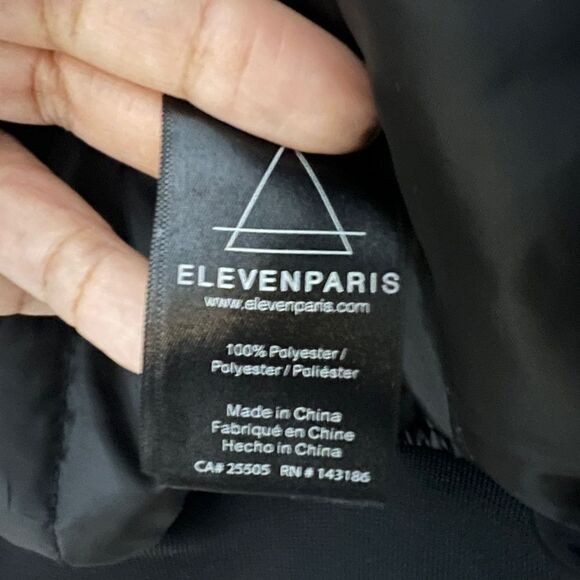 ELEVENPARIS
www.elevenparis.com
100% Polyester /
Polyester / Poliéster
Made in China
Fabriqué en Chine
Hecho in China
CA# 25505 RN # 143186